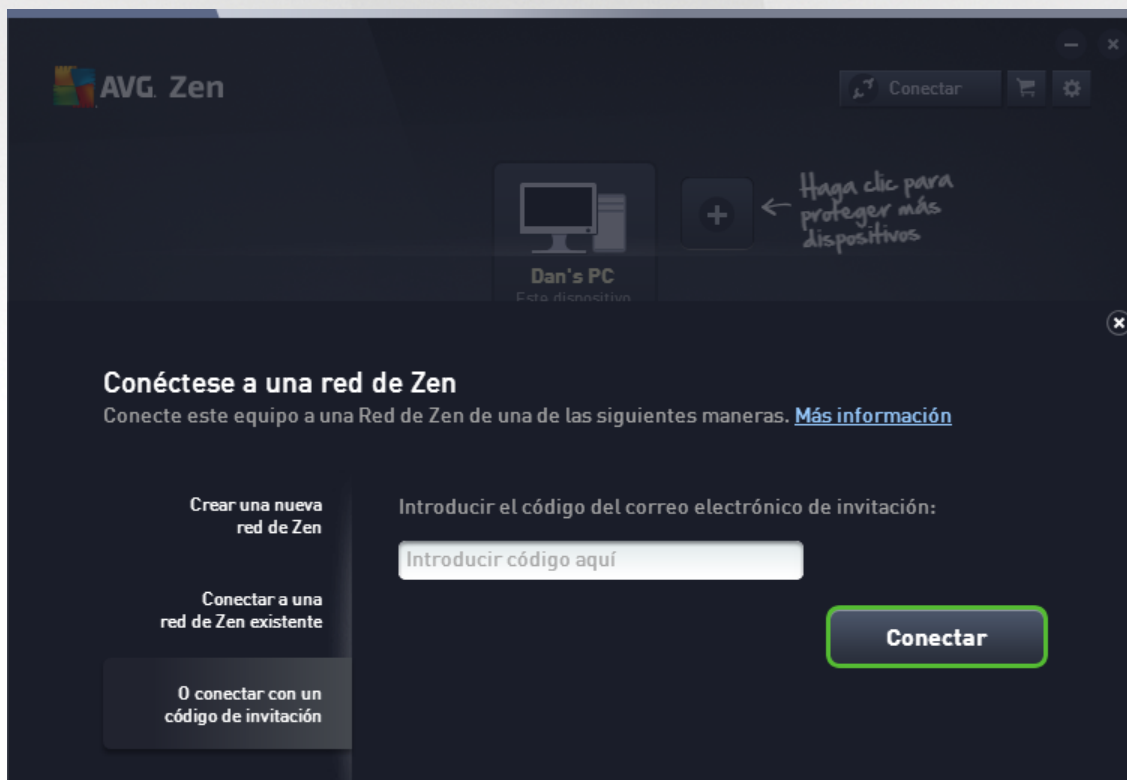 AVG. Zen
Conectar
Haga clic para
proteger más
dispositivos
Dan's PC
Este dispositivo
Conéctese a una red de Zen
Conecte este equipo a una Red de Zen de una de las siguientes maneras. Más información
Crear una nueva
red de Zen
Conectar a una
red de Zen existente
O conectar con un
código de invitación
Introducir el código del correo electrónico de invitación:
Introducir código aquí
Conectar